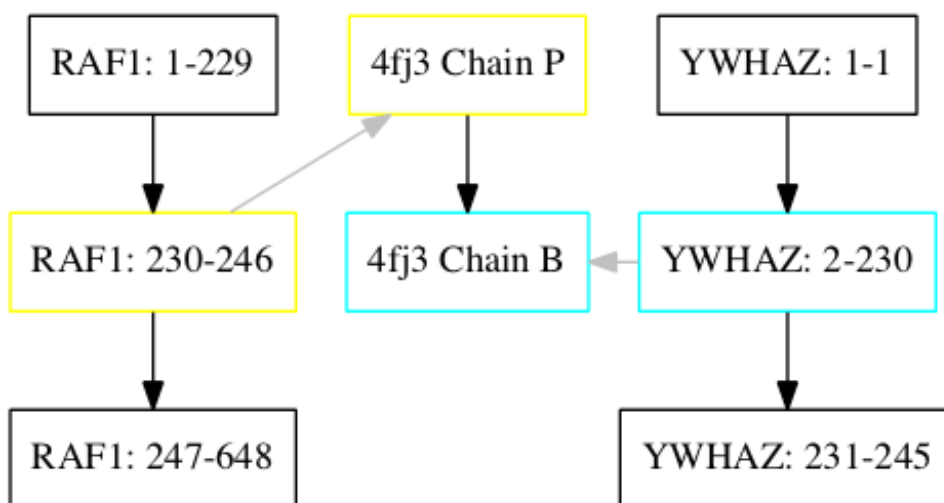 RAF1: 1-229
4fj3 Chain P
YWHAZ: 1-1
RAF1: 230-246
4fj3 Chain B
YWHAZ: 2-230
RAF1: 247-648
YWHAZ: 231-245